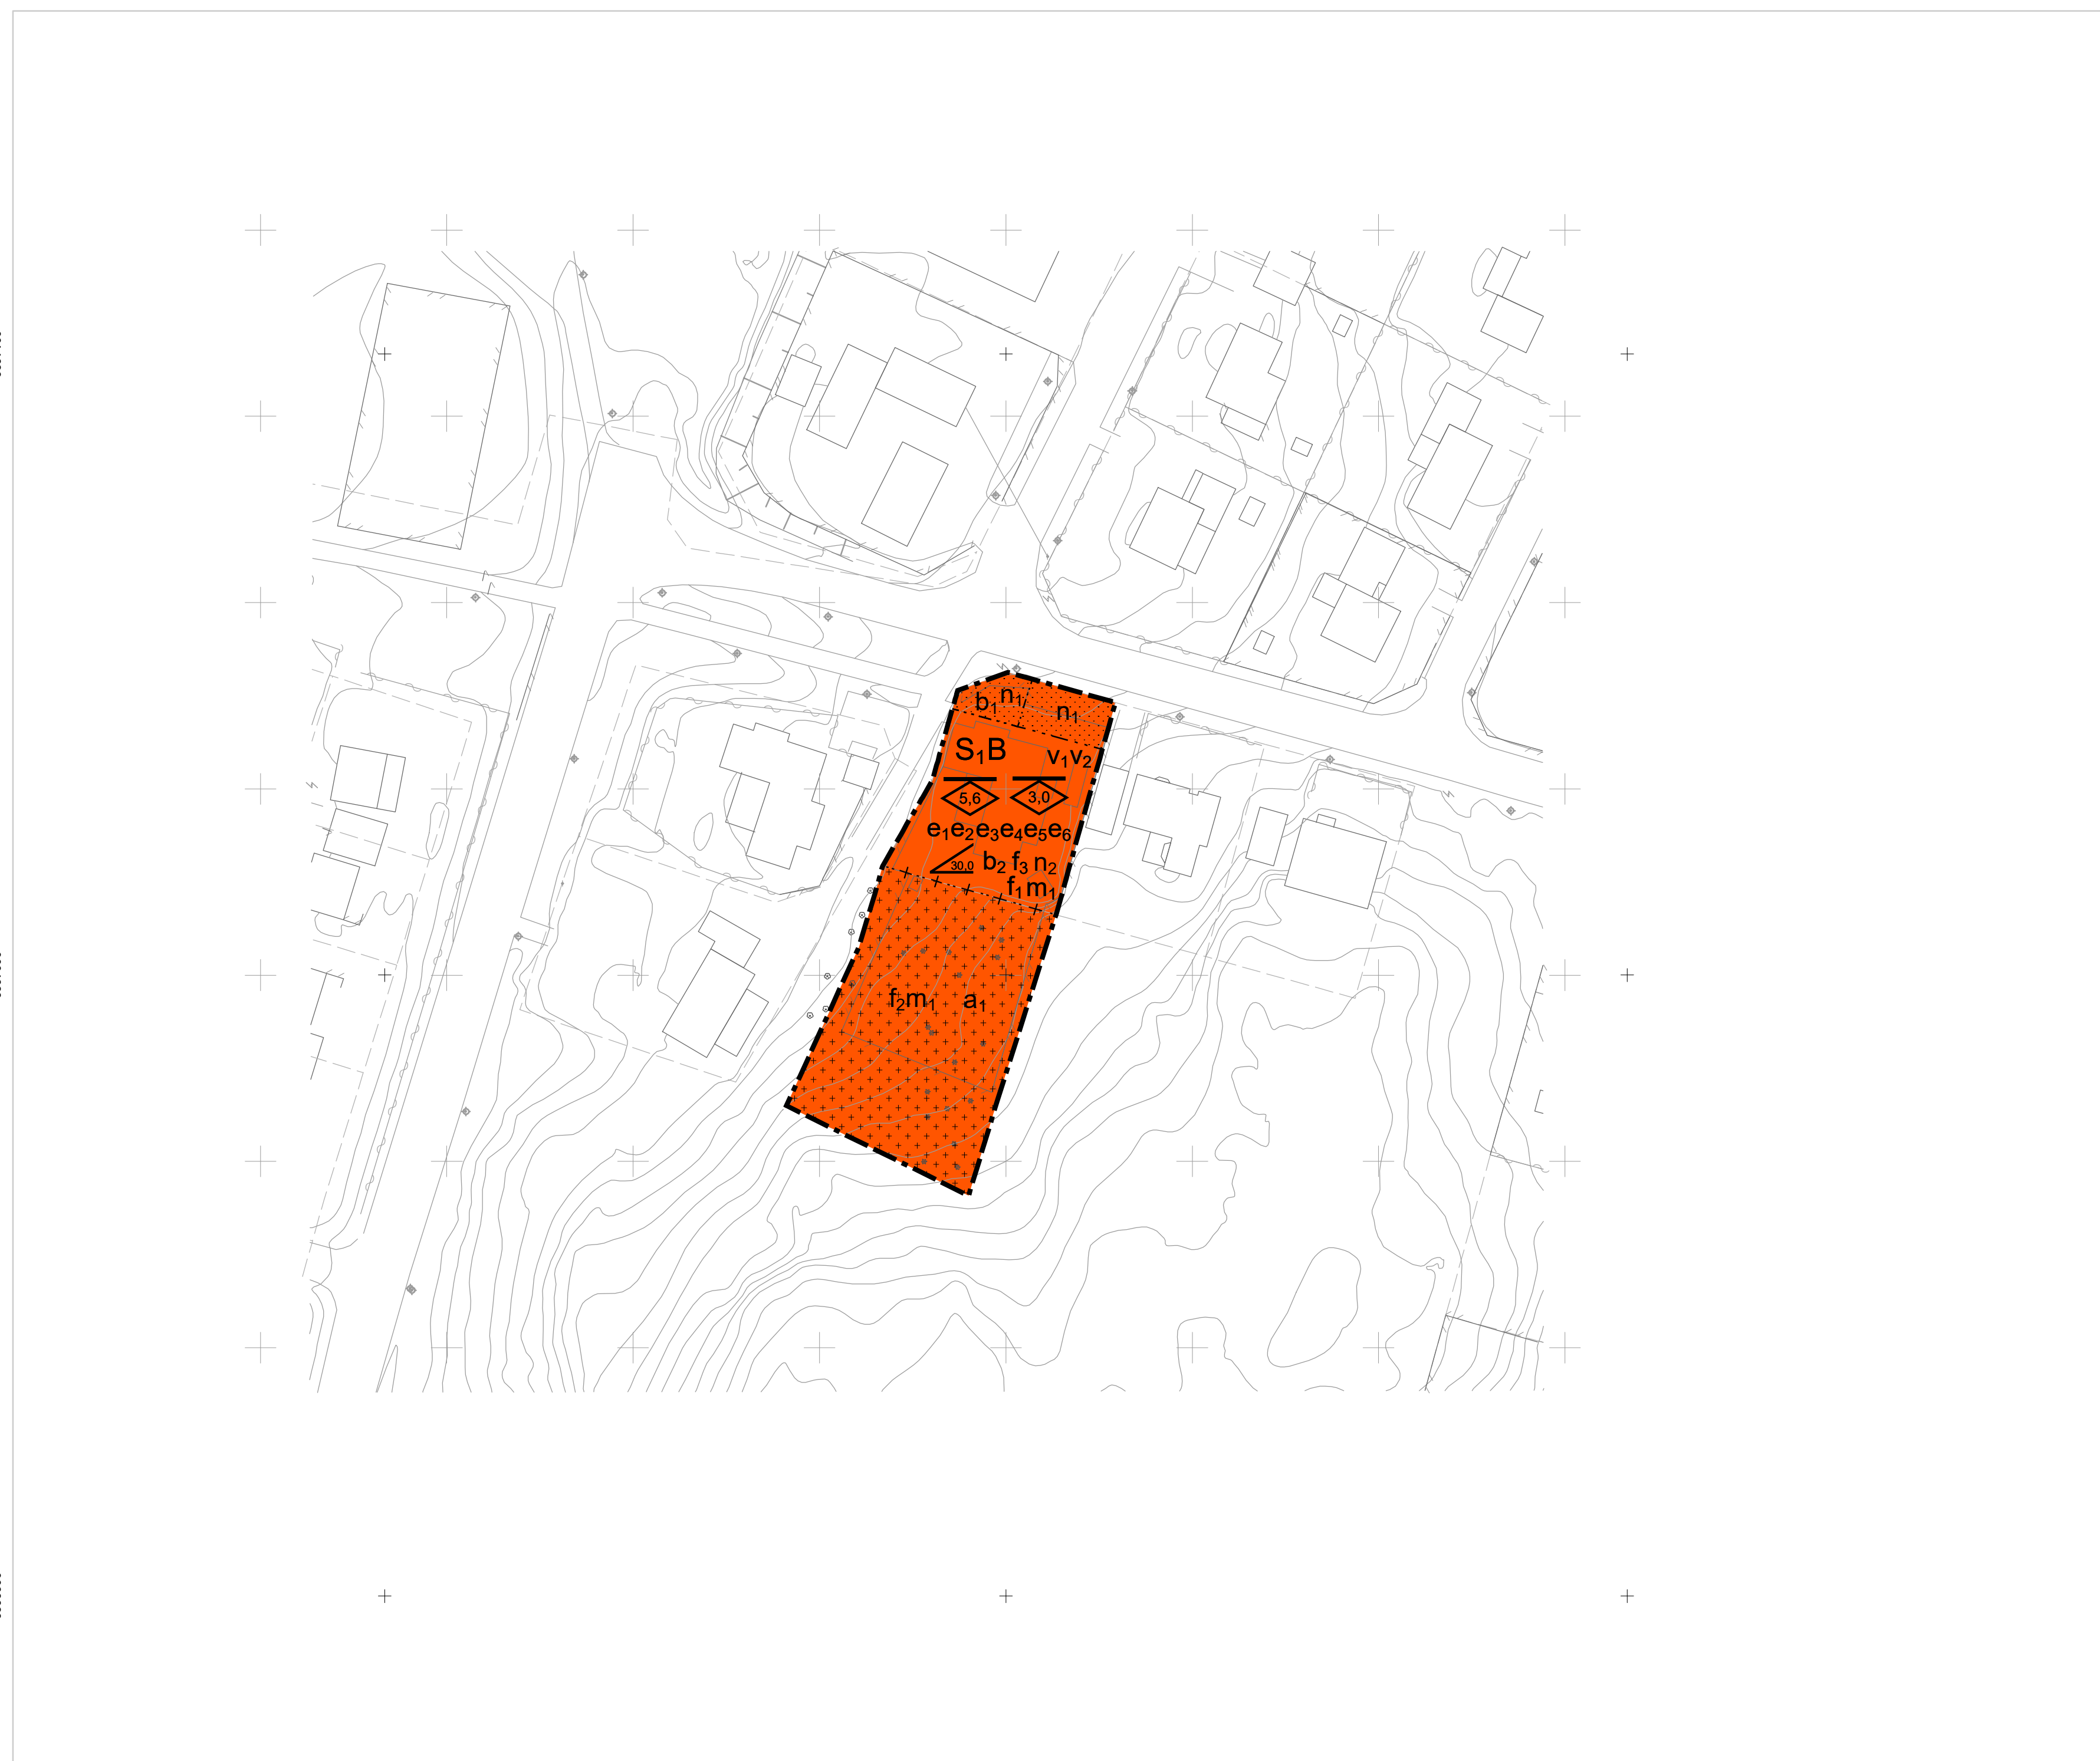 b₁ n₁ n₁
S₁B v₁v₂
5,6 3,0
e₁e₂e₃e₄e₅e₆
30,0 b₂ f₃ n₂
f₁m₁
f₂m₁ a₁